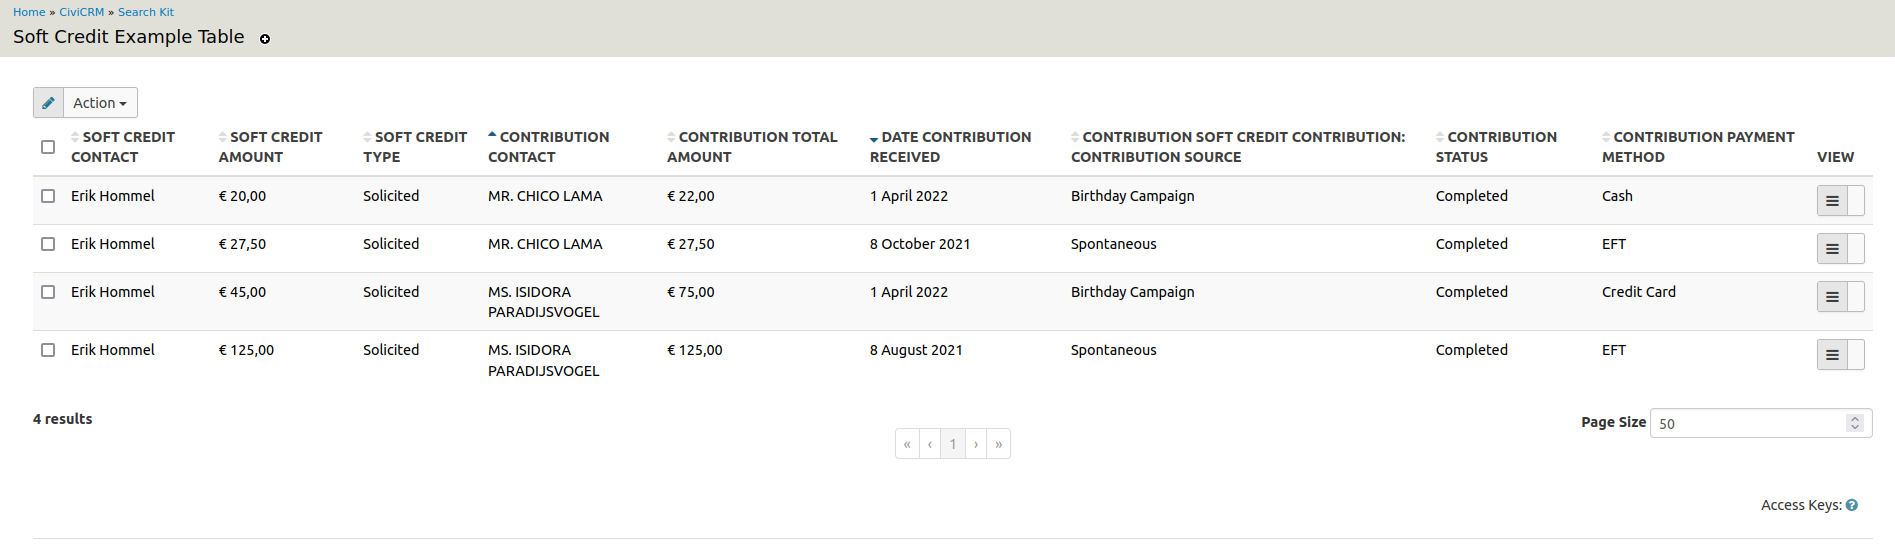 Home » CiviCRM » Search Kit
Soft Credit Example Table
Action
SOFT CREDIT CONTACT SOFT CREDIT AMOUNT SOFT CREDIT TYPE CONTRIBUTION CONTACT CONTRIBUTION TOTAL AMOUNT DATE CONTRIBUTION RECEIVED CONTRIBUTION SOFT CREDIT CONTRIBUTION: CONTRIBUTION SOURCE CONTRIBUTION STATUS CONTRIBUTION PAYMENT METHOD VIEW
Erik Hommel € 20,00 Solicited MR. CHICO LAMA € 22,00 1 April 2022 Birthday Campaign Completed Cash
Erik Hommel € 27,50 Solicited MR. CHICO LAMA € 27,50 8 October 2021 Spontaneous Completed EFT
Erik Hommel € 45,00 Solicited MS. ISIDORA PARADIJSVOGEL € 75,00 1 April 2022 Birthday Campaign Completed Credit Card
Erik Hommel € 125,00 Solicited MS. ISIDORA PARADIJSVOGEL € 125,00 8 August 2021 Spontaneous Completed EFT
4 results
Page Size 50
« ‹ 1 › »
Access Keys: ?